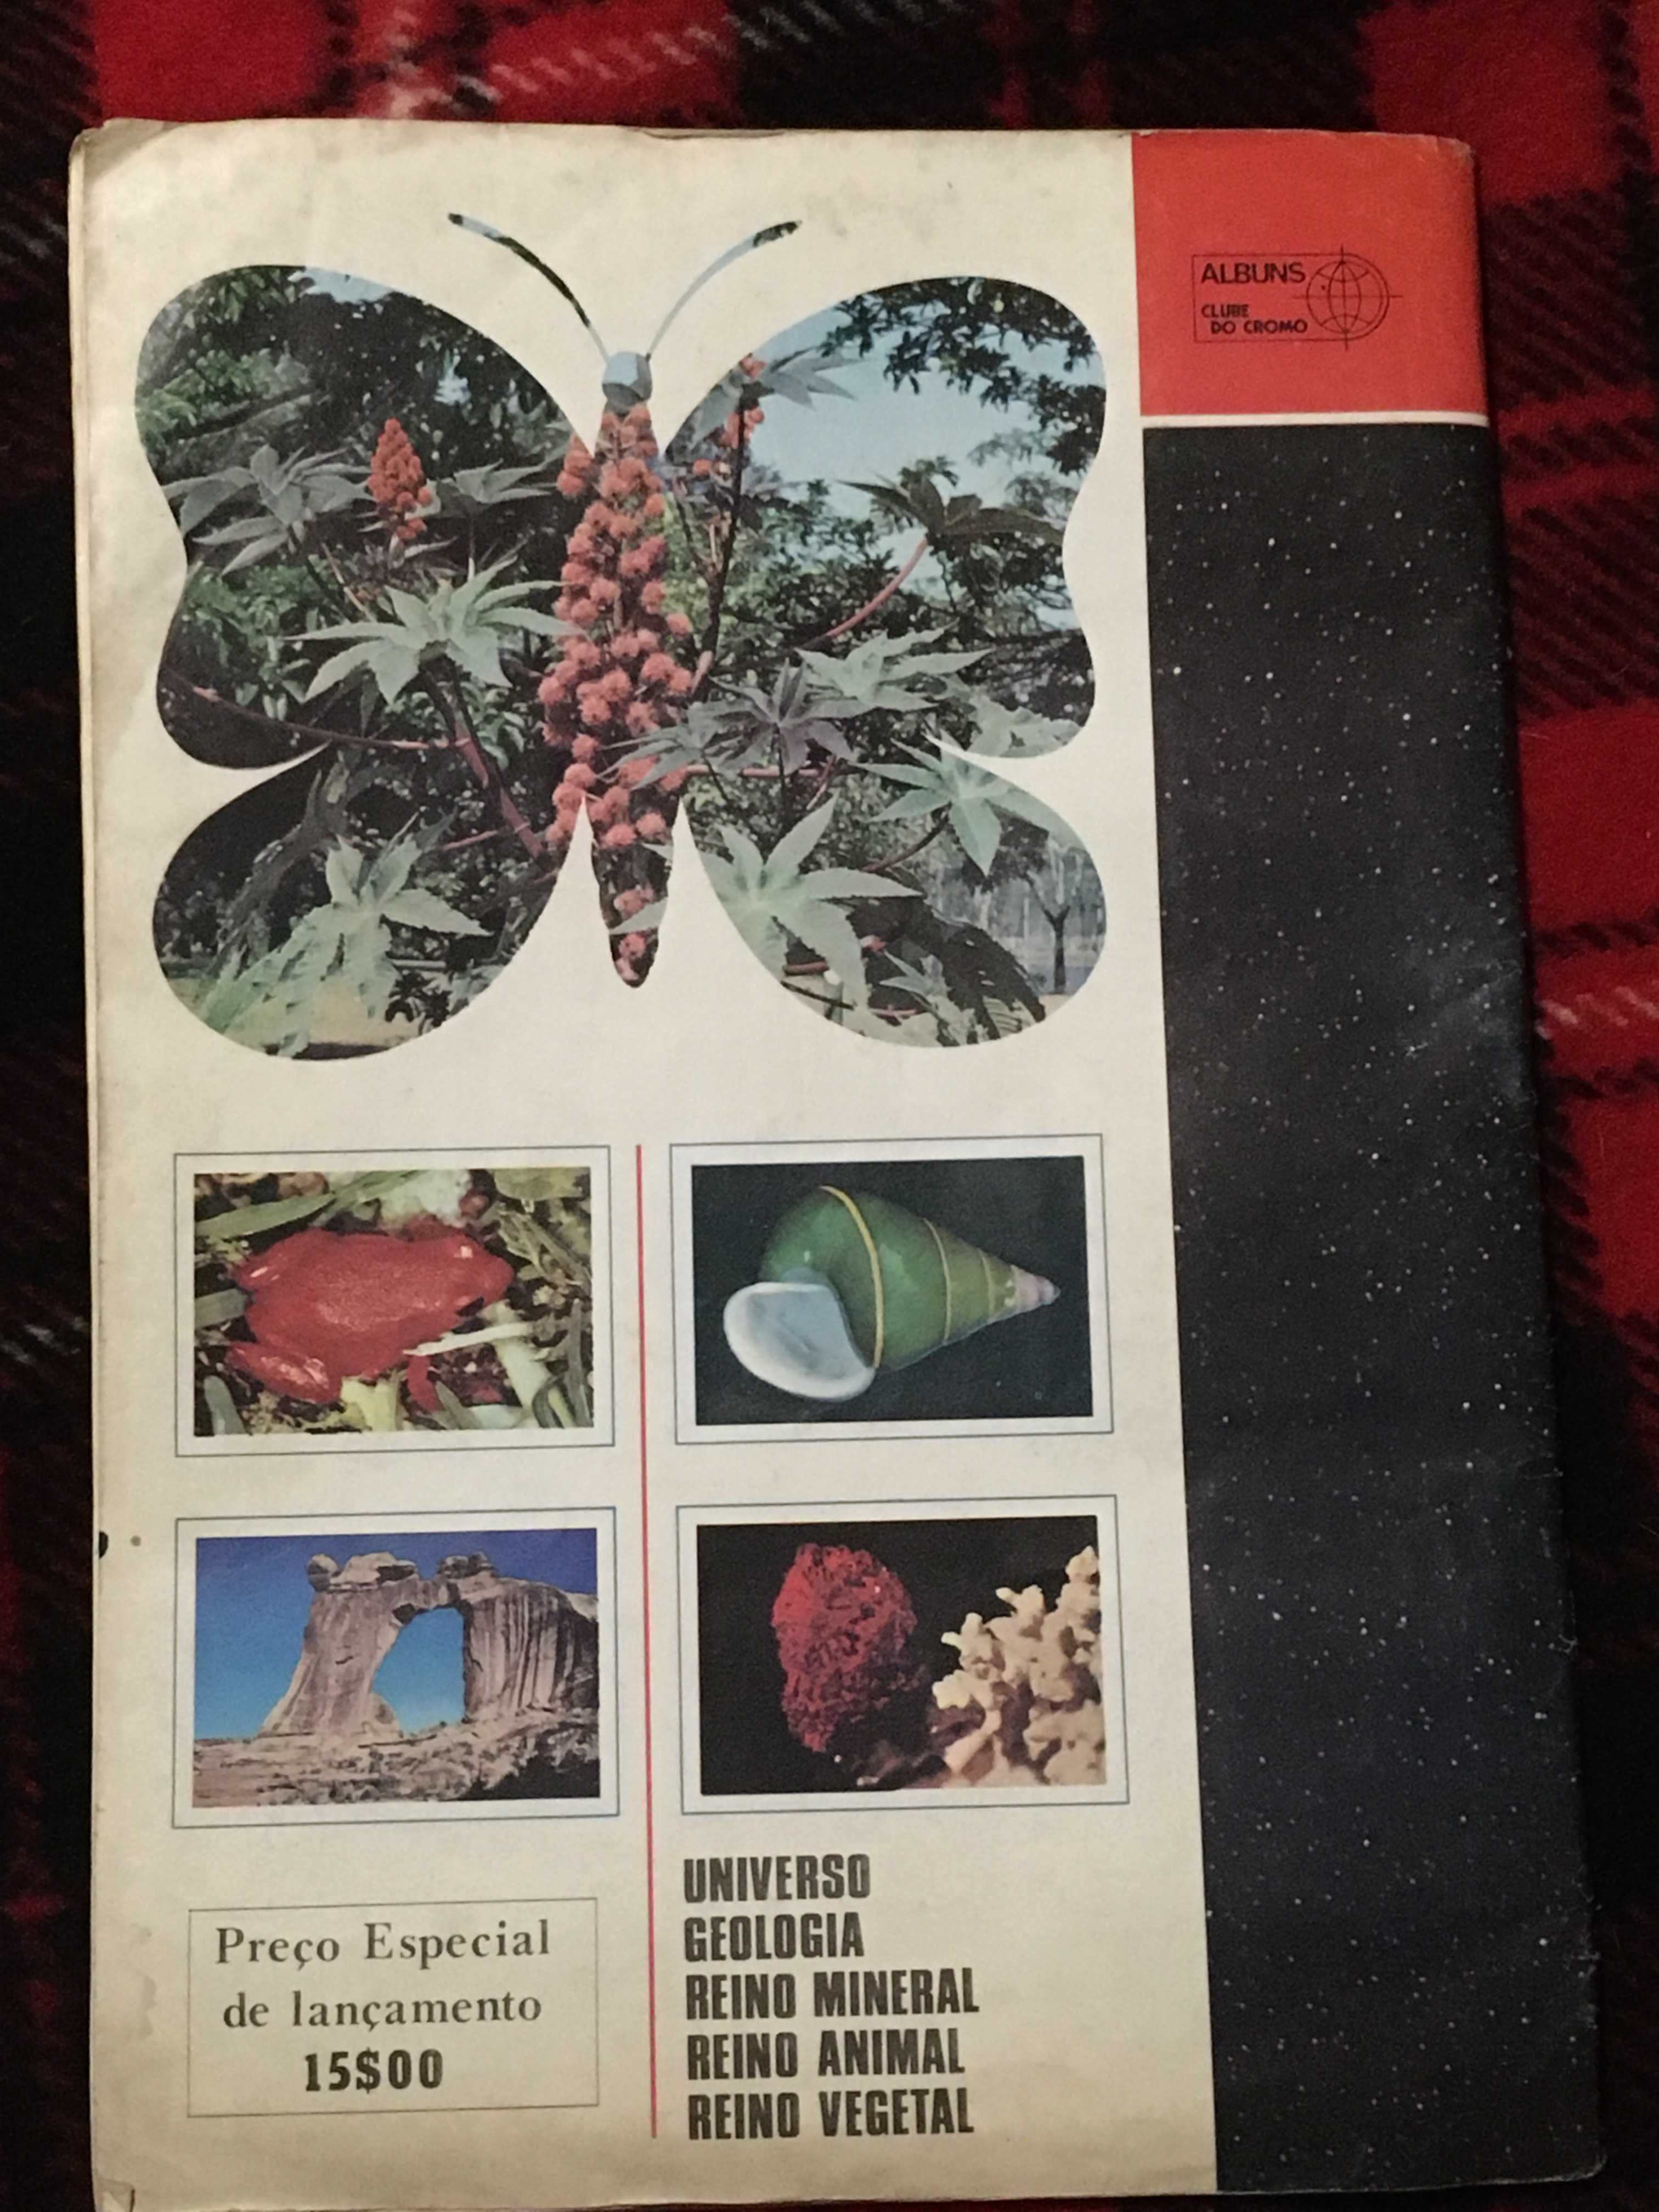 ALBUNS
CLUBE
DO CROMO
Preço Especial
de lançamento
15$00
UNIVERSO
GEOLOGIA
REINO MINERAL
REINO ANIMAL
REINO VEGETAL